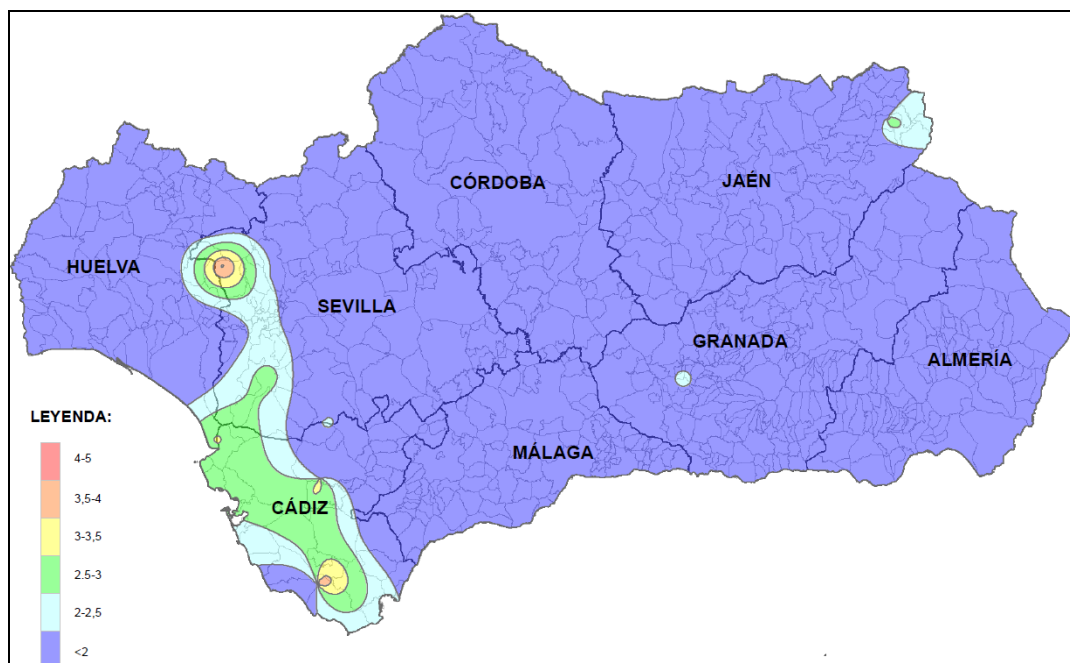 CÓRDOBA
JAÉN
HUELVA
SEVILLA
GRANADA
ALMERÍA
MÁLAGA
CÁDIZ
LEYENDA:
4-5
3,5-4
3-3,5
2.5-3
2-2,5
<2